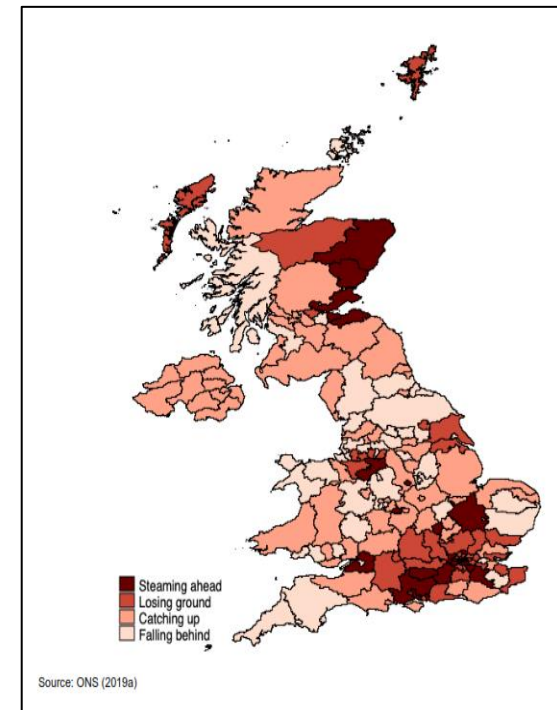 Steaming ahead
Losing ground
Catching up
Falling behind
Source: ONS (2019a)